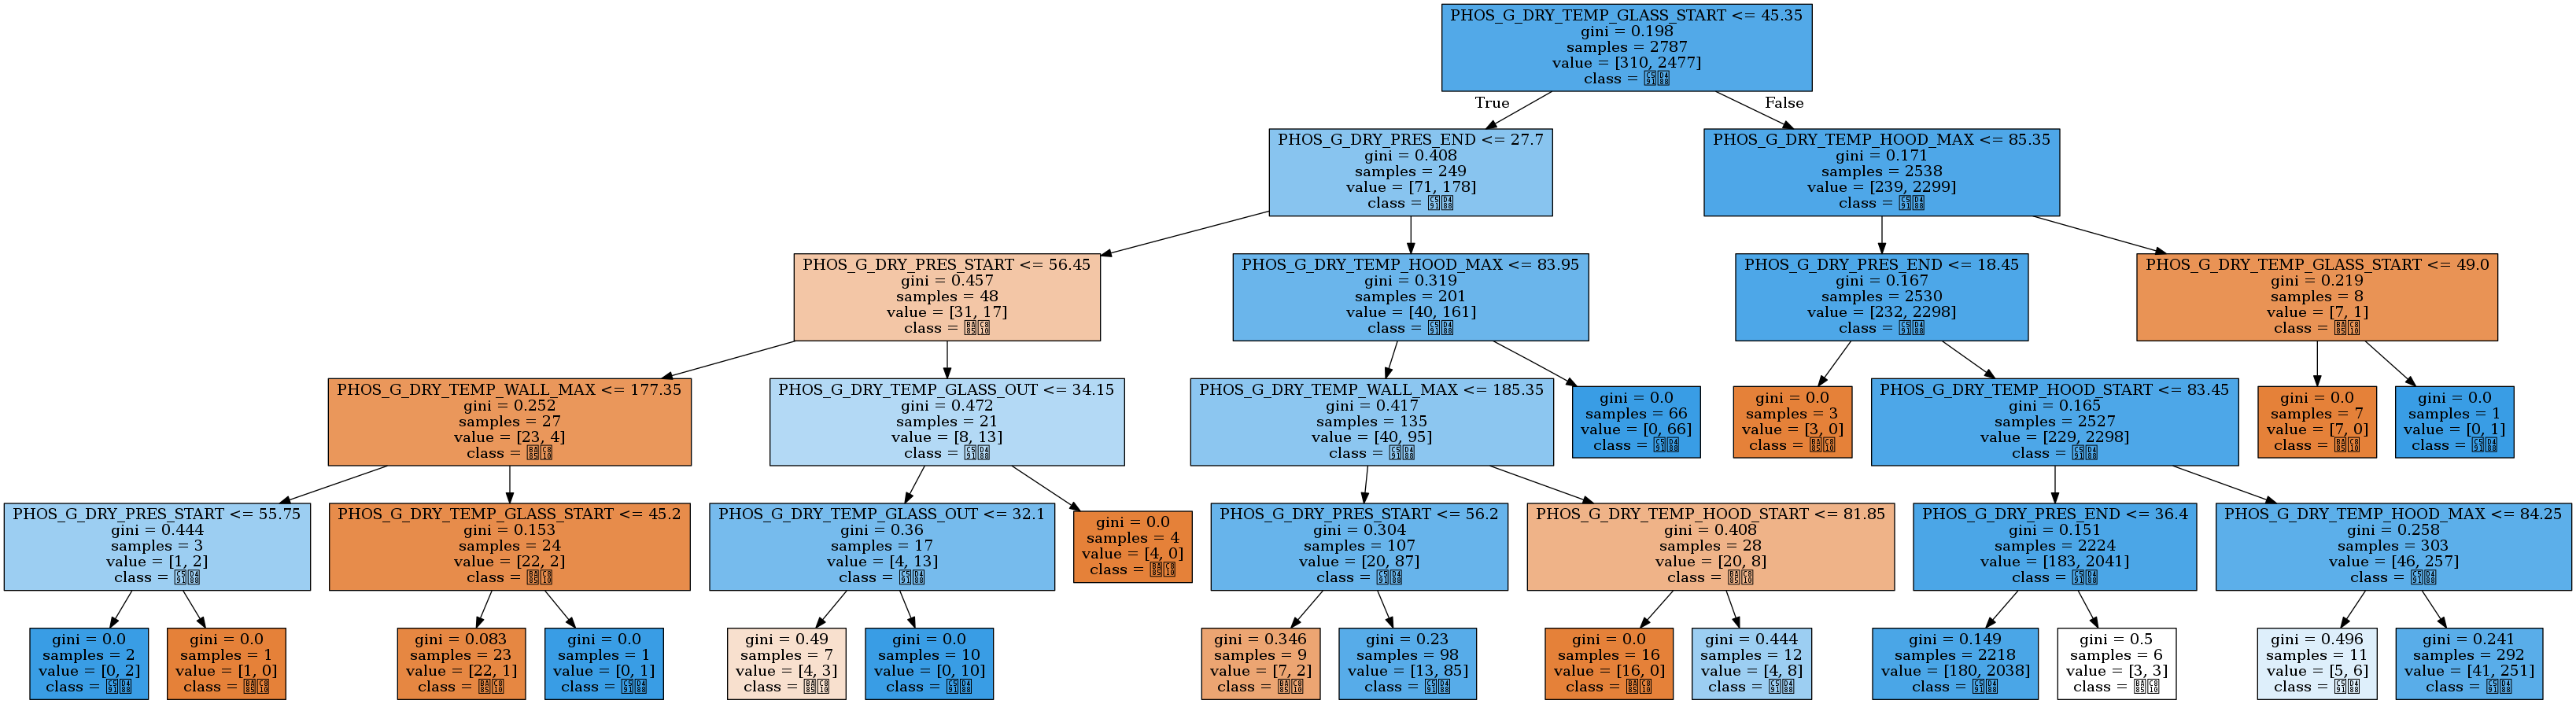 PHOS_G_DRY_TEMP_GLASS_START <= 45.35
gini = 0.198
samples = 2787
value = [310, 2477]
class =
True
False
PHOS_G_DRY_PRES_END <= 27.7
gini = 0.408
samples = 249
value = [71, 178]
class =
PHOS_G_DRY_TEMP_HOOD_MAX <= 85.35
gini = 0.171
samples = 2538
value = [239, 2299]
class =
PHOS_G_DRY_PRES_START <= 56.45
gini = 0.457
samples = 48
value = [31, 17]
class =
PHOS_G_DRY_TEMP_HOOD_MAX <= 83.95
gini = 0.319
samples = 201
value = [40, 161]
class =
PHOS_G_DRY_PRES_END <= 18.45
gini = 0.167
samples = 2530
value = [232, 2298]
class =
PHOS_G_DRY_TEMP_GLASS_START <= 49.0
gini = 0.219
samples = 8
value = [7, 1]
class =
PHOS_G_DRY_TEMP_WALL_MAX <= 177.35
gini = 0.252
samples = 27
value = [23, 4]
class =
PHOS_G_DRY_TEMP_GLASS_OUT <= 34.15
gini = 0.472
samples = 21
value = [8, 13]
class =
PHOS_G_DRY_TEMP_WALL_MAX <= 185.35
gini = 0.417
samples = 135
value = [40, 95]
class =
gini = 0.0
samples = 66
value = [0, 66]
class =
gini = 0.0
samples = 3
value = [3, 0]
class =
PHOS_G_DRY_TEMP_HOOD_START <= 83.45
gini = 0.165
samples = 2527
value = [229, 2298]
class =
gini = 0.0
samples = 7
value = [7, 0]
class =
gini = 0.0
samples = 1
value = [0, 1]
class =
PHOS_G_DRY_PRES_START <= 55.75
gini = 0.444
samples = 3
value = [1, 2]
class =
PHOS_G_DRY_TEMP_GLASS_START <= 45.2
gini = 0.153
samples = 24
value = [22, 2]
class =
PHOS_G_DRY_TEMP_GLASS_OUT <= 32.1
gini = 0.36
samples = 17
value = [4, 13]
class =
gini = 0.0
samples = 4
value = [4, 0]
class =
PHOS_G_DRY_PRES_START <= 56.2
gini = 0.304
samples = 107
value = [20, 87]
class =
PHOS_G_DRY_TEMP_HOOD_START <= 81.85
gini = 0.408
samples = 28
value = [20, 8]
class =
PHOS_G_DRY_PRES_END <= 36.4
gini = 0.151
samples = 2224
value = [183, 2041]
class =
PHOS_G_DRY_TEMP_HOOD_MAX <= 84.25
gini = 0.258
samples = 303
value = [46, 257]
class =
gini = 0.0
samples = 2
value = [0, 2]
class =
gini = 0.0
samples = 1
value = [1, 0]
class =
gini = 0.083
samples = 23
value = [22, 1]
class =
gini = 0.0
samples = 1
value = [0, 1]
class =
gini = 0.49
samples = 7
value = [4, 3]
class =
gini = 0.0
samples = 10
value = [0, 10]
class =
gini = 0.346
samples = 9
value = [7, 2]
class =
gini = 0.23
samples = 98
value = [13, 85]
class =
gini = 0.0
samples = 16
value = [16, 0]
class =
gini = 0.444
samples = 12
value = [4, 8]
class =
gini = 0.149
samples = 2218
value = [180, 2038]
class =
gini = 0.5
samples = 6
value = [3, 3]
class =
gini = 0.496
samples = 11
value = [5, 6]
class =
gini = 0.241
samples = 292
value = [41, 251]
class =